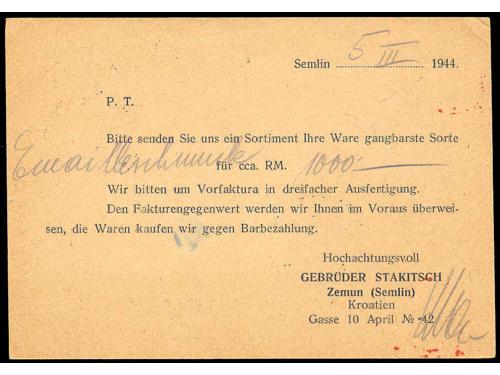 Semlin 5 III 1944.
P. T.
Bitte senden Sie uns ein Sortiment Ihre Ware gangbarste Sorte
Emailleschmucke für cca. RM. 1000.—
Wir bitten um Vorfaktura in dreifacher Ausfertigung.
Den Fakturengegenwert werden wir Ihnen im Voraus überwei-
sen, die Waren kaufen wir gegen Barbezahlung.
Hochachtungsvoll
GEBRÜDER STAKITSCH
Zemun (Semlin)
Kroatien
Gasse 10 April № 42